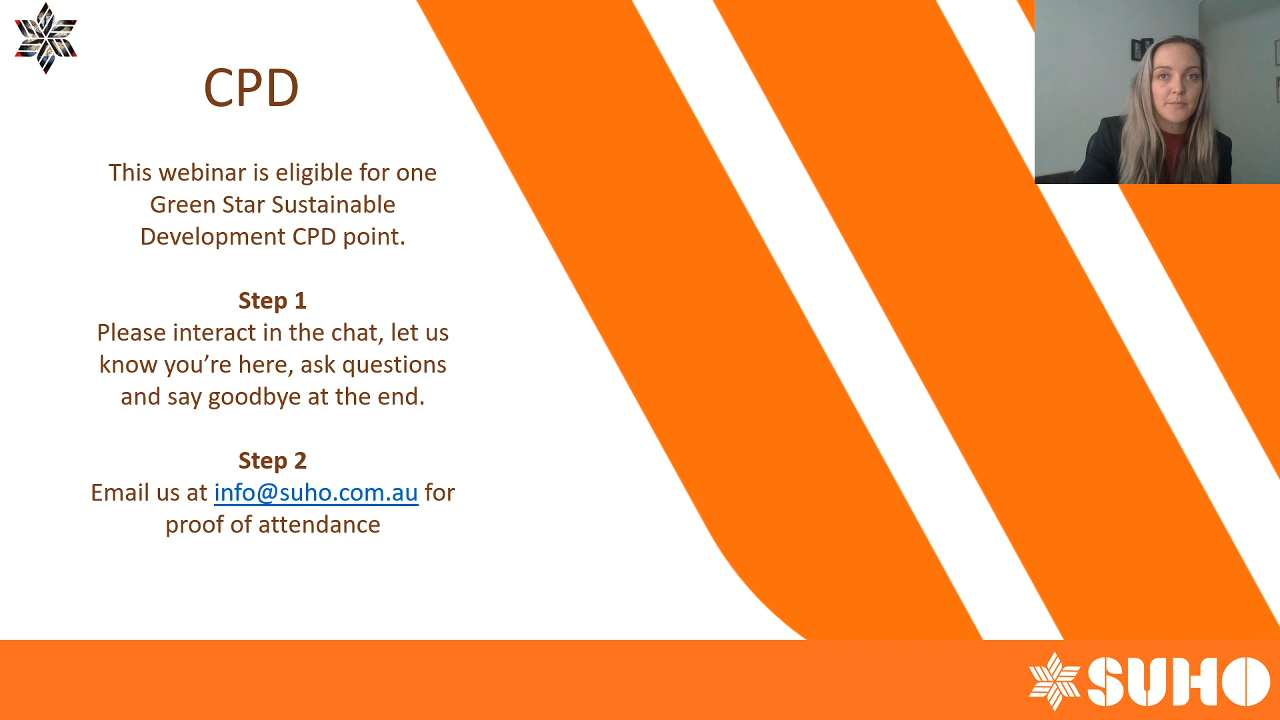 CPD
This webinar is eligible for one
Green Star Sustainable
Development CPD point.
Step 1
Please interact in the chat, let us
know you’re here, ask questions
and say goodbye at the end.
Step 2
Email us at info@suho.com.au for
proof of attendance
SUHO